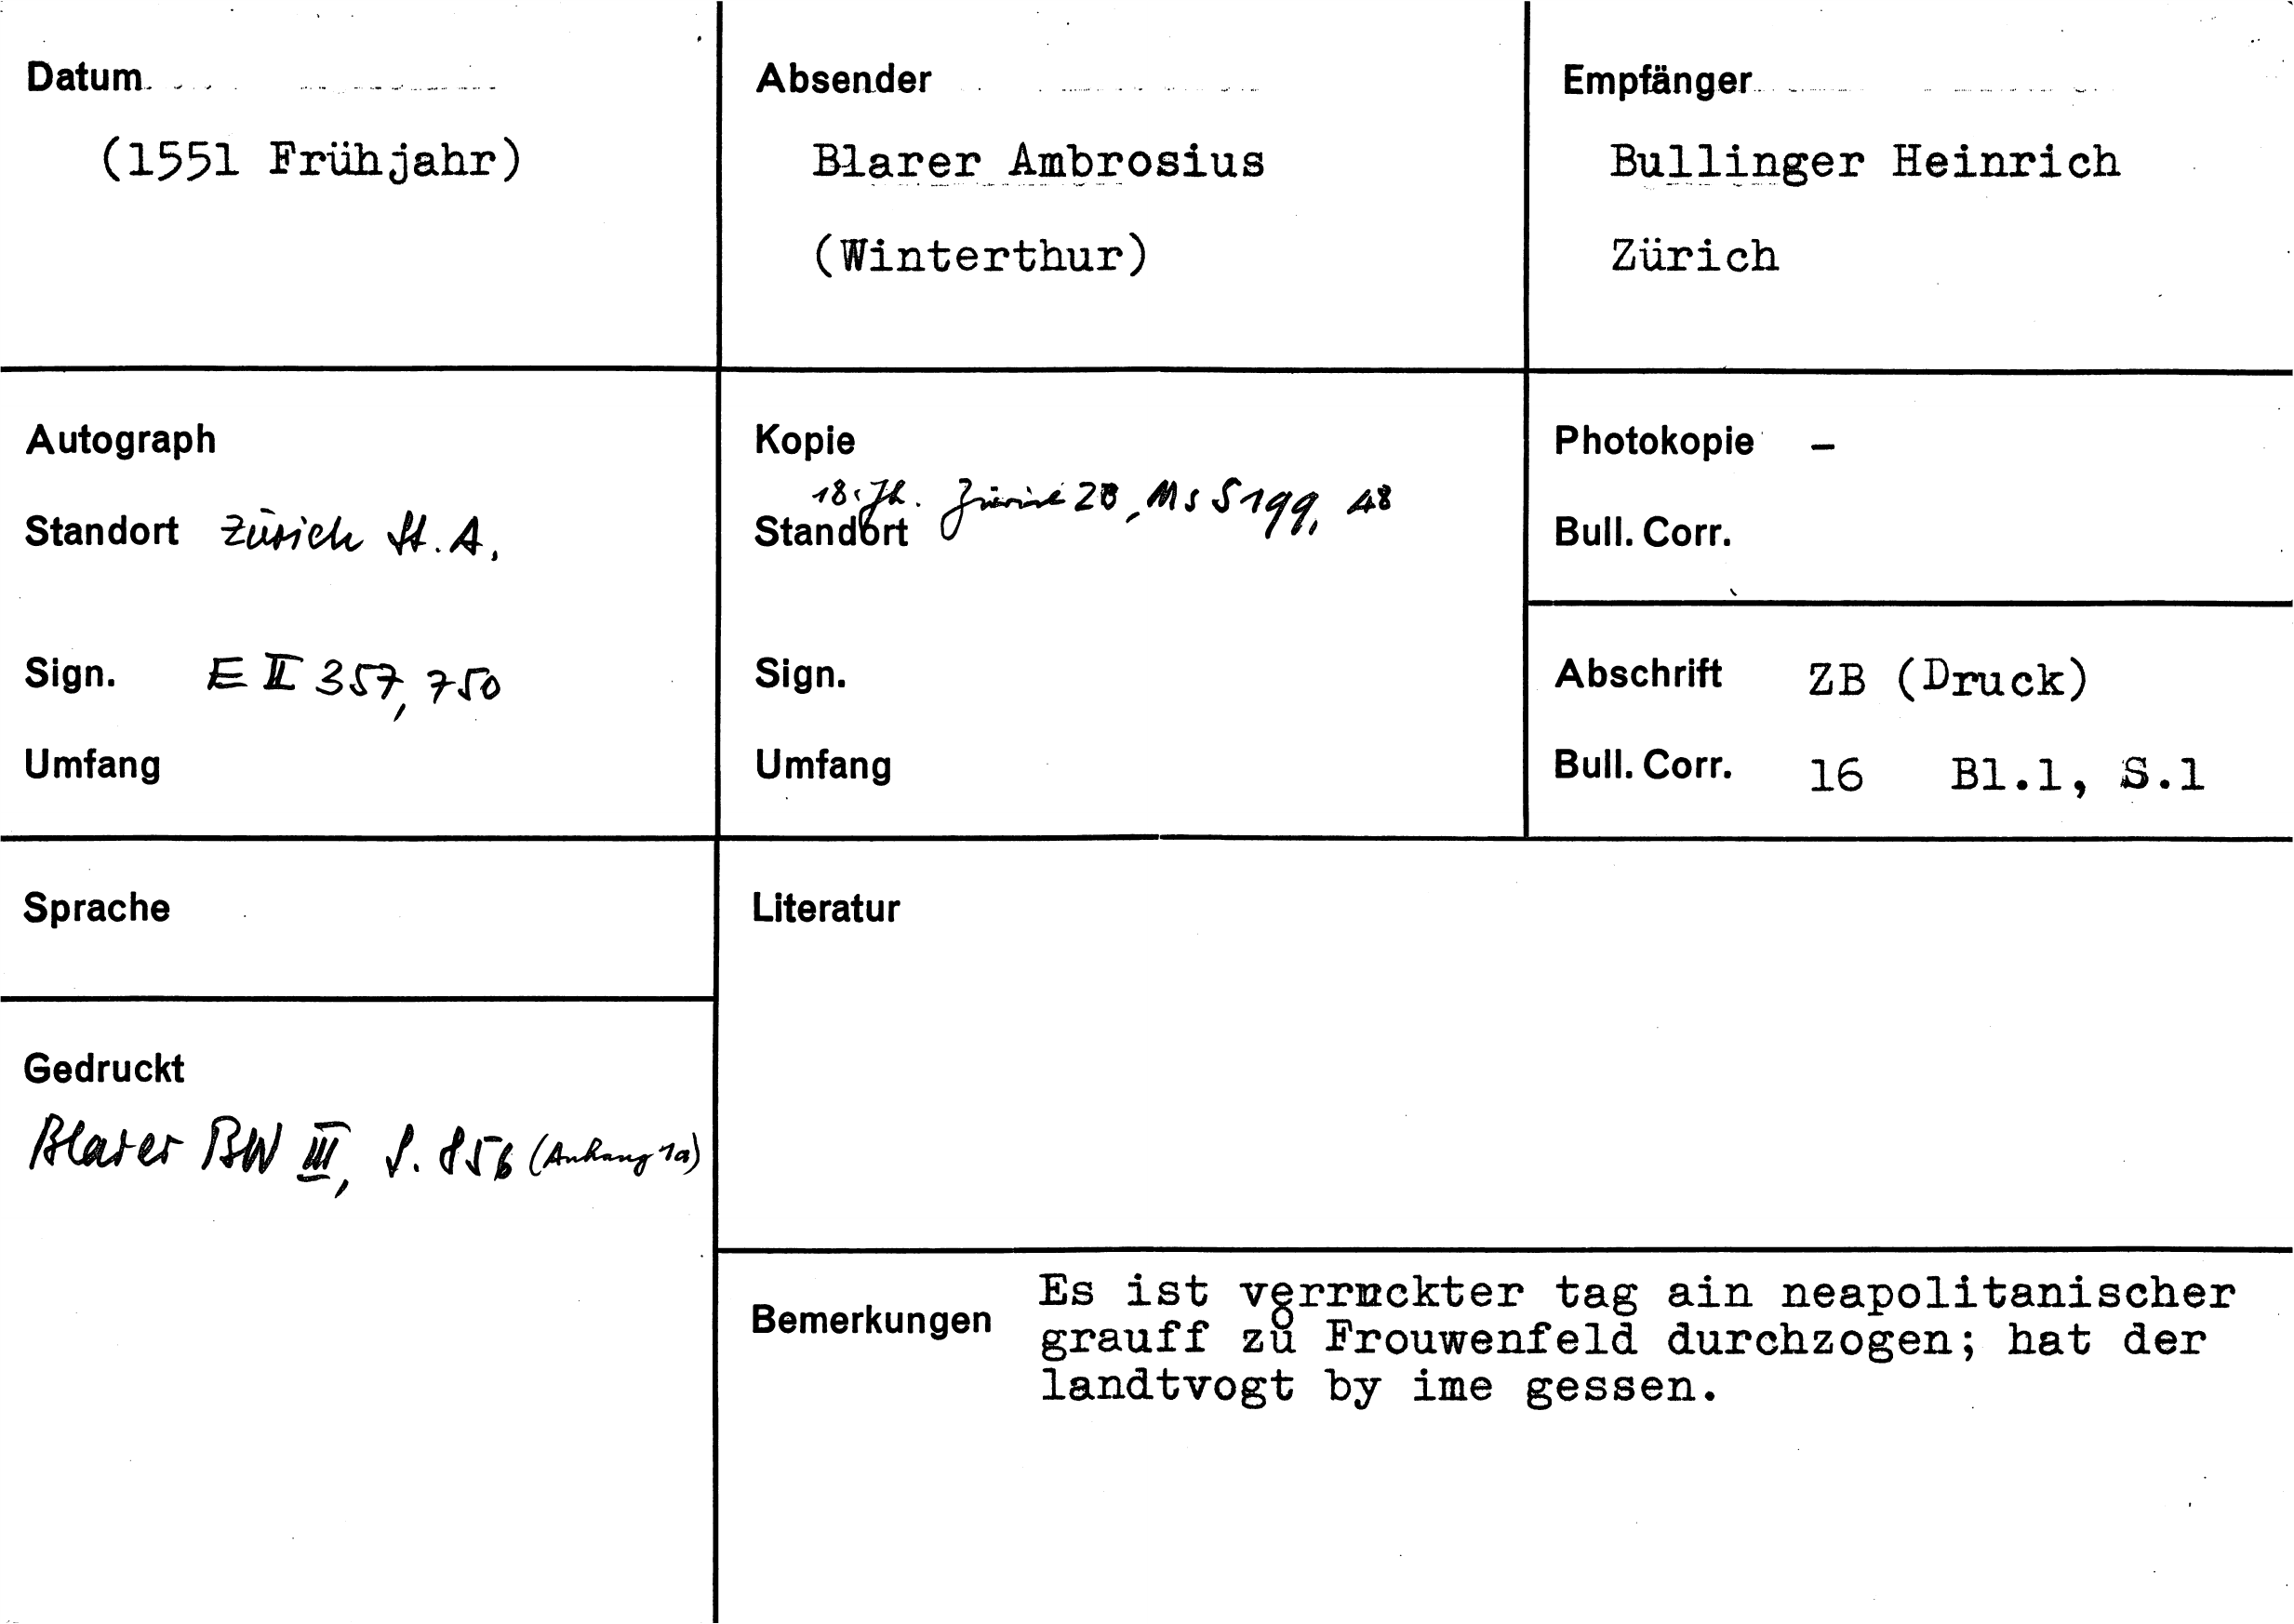 Datum
(1551 Frühjahr)
Absender
Blarer Ambrosius
(Winterthur)
Empfänger
Bullinger Heinrich
Zürich
Autograph
Standort Zürich St. A.
Sign. E II 357, 750
Umfang
Kopie
18. Jh. Zürich ZB, Ms S 199, 48
Standort
Sign.
Umfang
Photokopie –
Bull. Corr.
Abschrift ZB (Druck)
Bull. Corr. 16 Bl.1, S.1
Sprache
Literatur
Gedruckt
Blarer BW III, S. 856 (Anhang 1a)
Bemerkungen
Es ist verruckter tag ain neapolitanischer
grauff zů Frouwenfeld durchzogen; hat der
landtvogt by ime gessen.